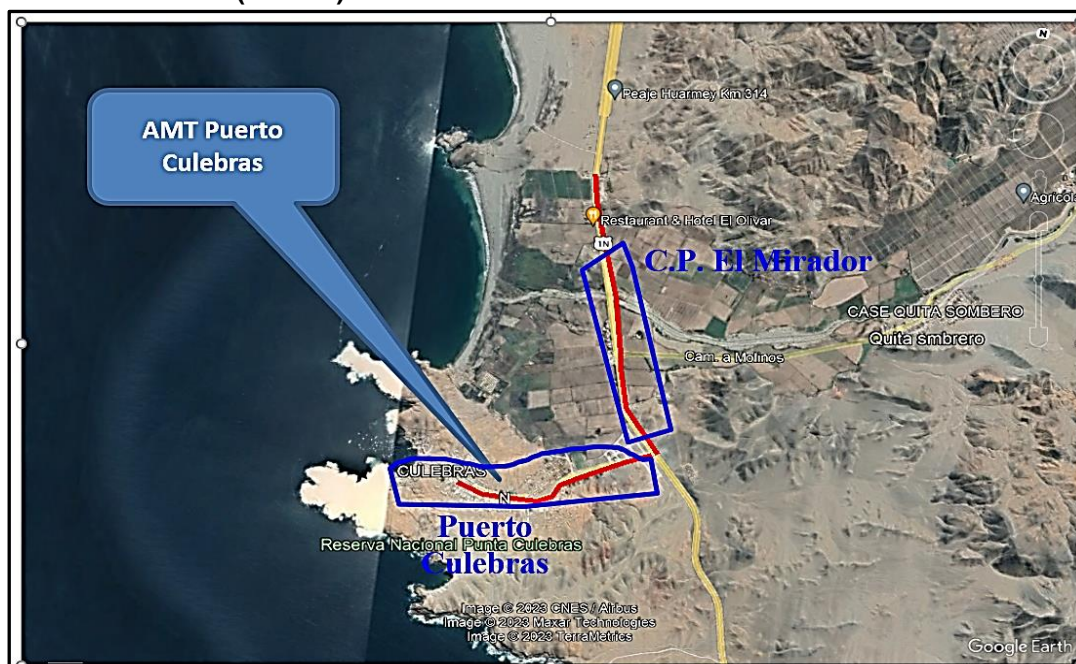 AMT Puerto
Culebras
Peaje Huarmey Km 314
Restaurant & Hotel El Olivar
1N
C.P. El Mirador
Agrícola
CASE QUITA SOMBERO
Quita smbrero
Cam. a Molinos
CULEBRAS
N
Puerto
Culebras
Reserva Nacional Punta Culebras
Image © 2023 CNES / Airbus
Image © 2023 Maxar Technologies
Image © 2023 TerraMetrics
Google Earth
N